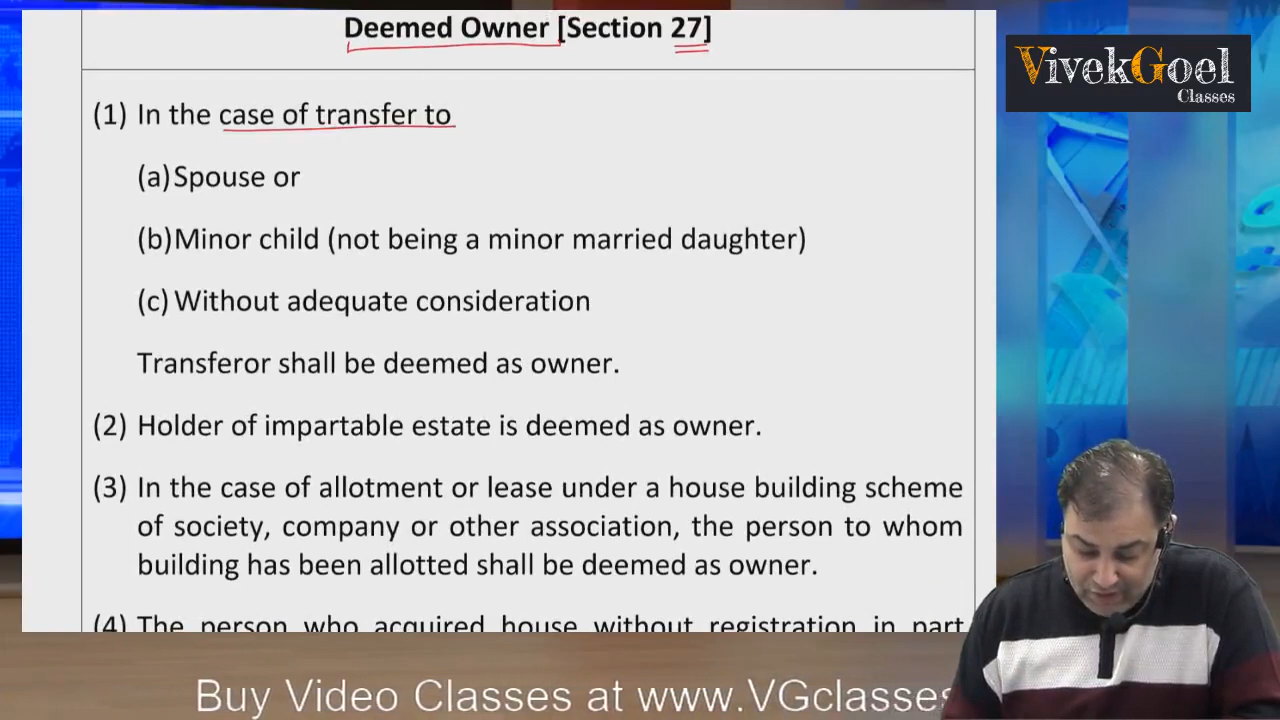 Deemed Owner [Section 27]
VivekGoel
Classes
(1) In the case of transfer to
(a) Spouse or
(b) Minor child (not being a minor married daughter)
(c) Without adequate consideration
Transferor shall be deemed as owner.
(2) Holder of impartable estate is deemed as owner.
(3) In the case of allotment or lease under a house building scheme
of society, company or other association, the person to whom
building has been allotted shall be deemed as owner.
(4) The person who acquired house without registration in part
Buy Video Classes at www.VGclasses